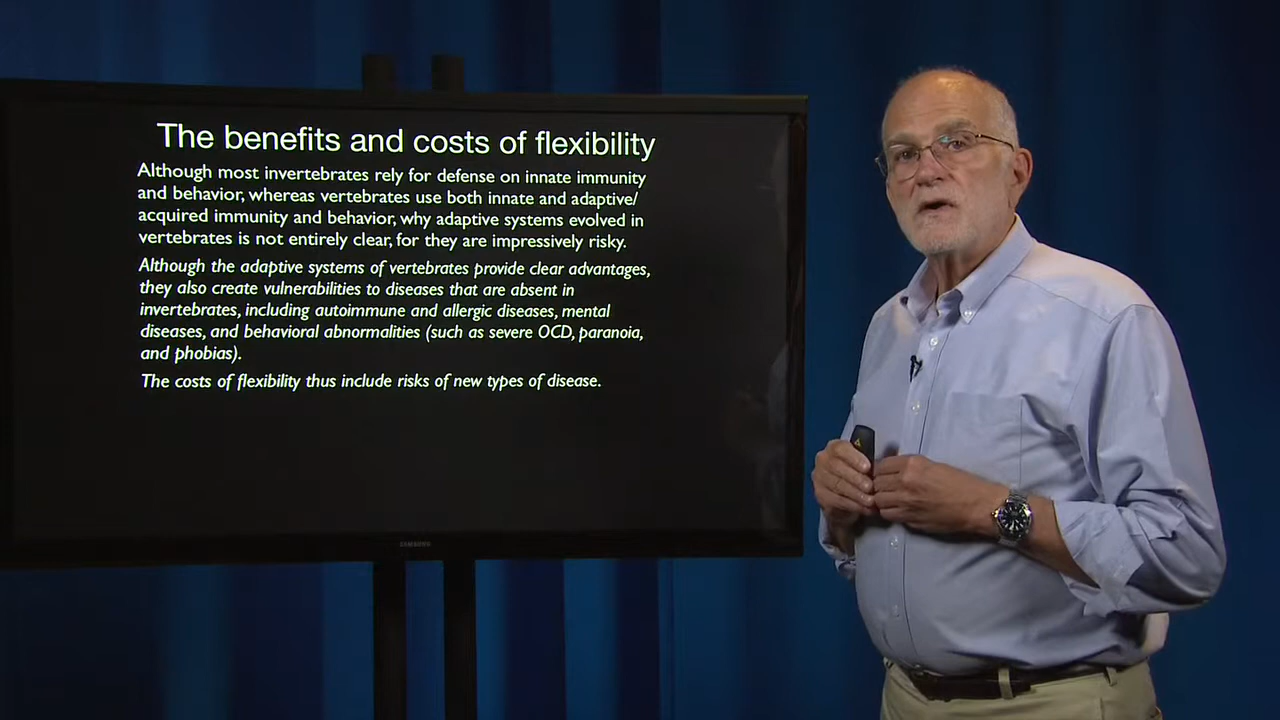 The benefits and costs of flexibility
Although most invertebrates rely for defense on innate immunity
and behavior, whereas vertebrates use both innate and adaptive/
acquired immunity and behavior, why adaptive systems evolved in
vertebrates is not entirely clear, for they are impressively risky.
Although the adaptive systems of vertebrates provide clear advantages,
they also create vulnerabilities to diseases that are absent in
invertebrates, including autoimmune and allergic diseases, mental
diseases, and behavioral abnormalities (such as severe OCD, paranoia,
and phobias).
The costs of flexibility thus include risks of new types of disease.
SAMSUNG